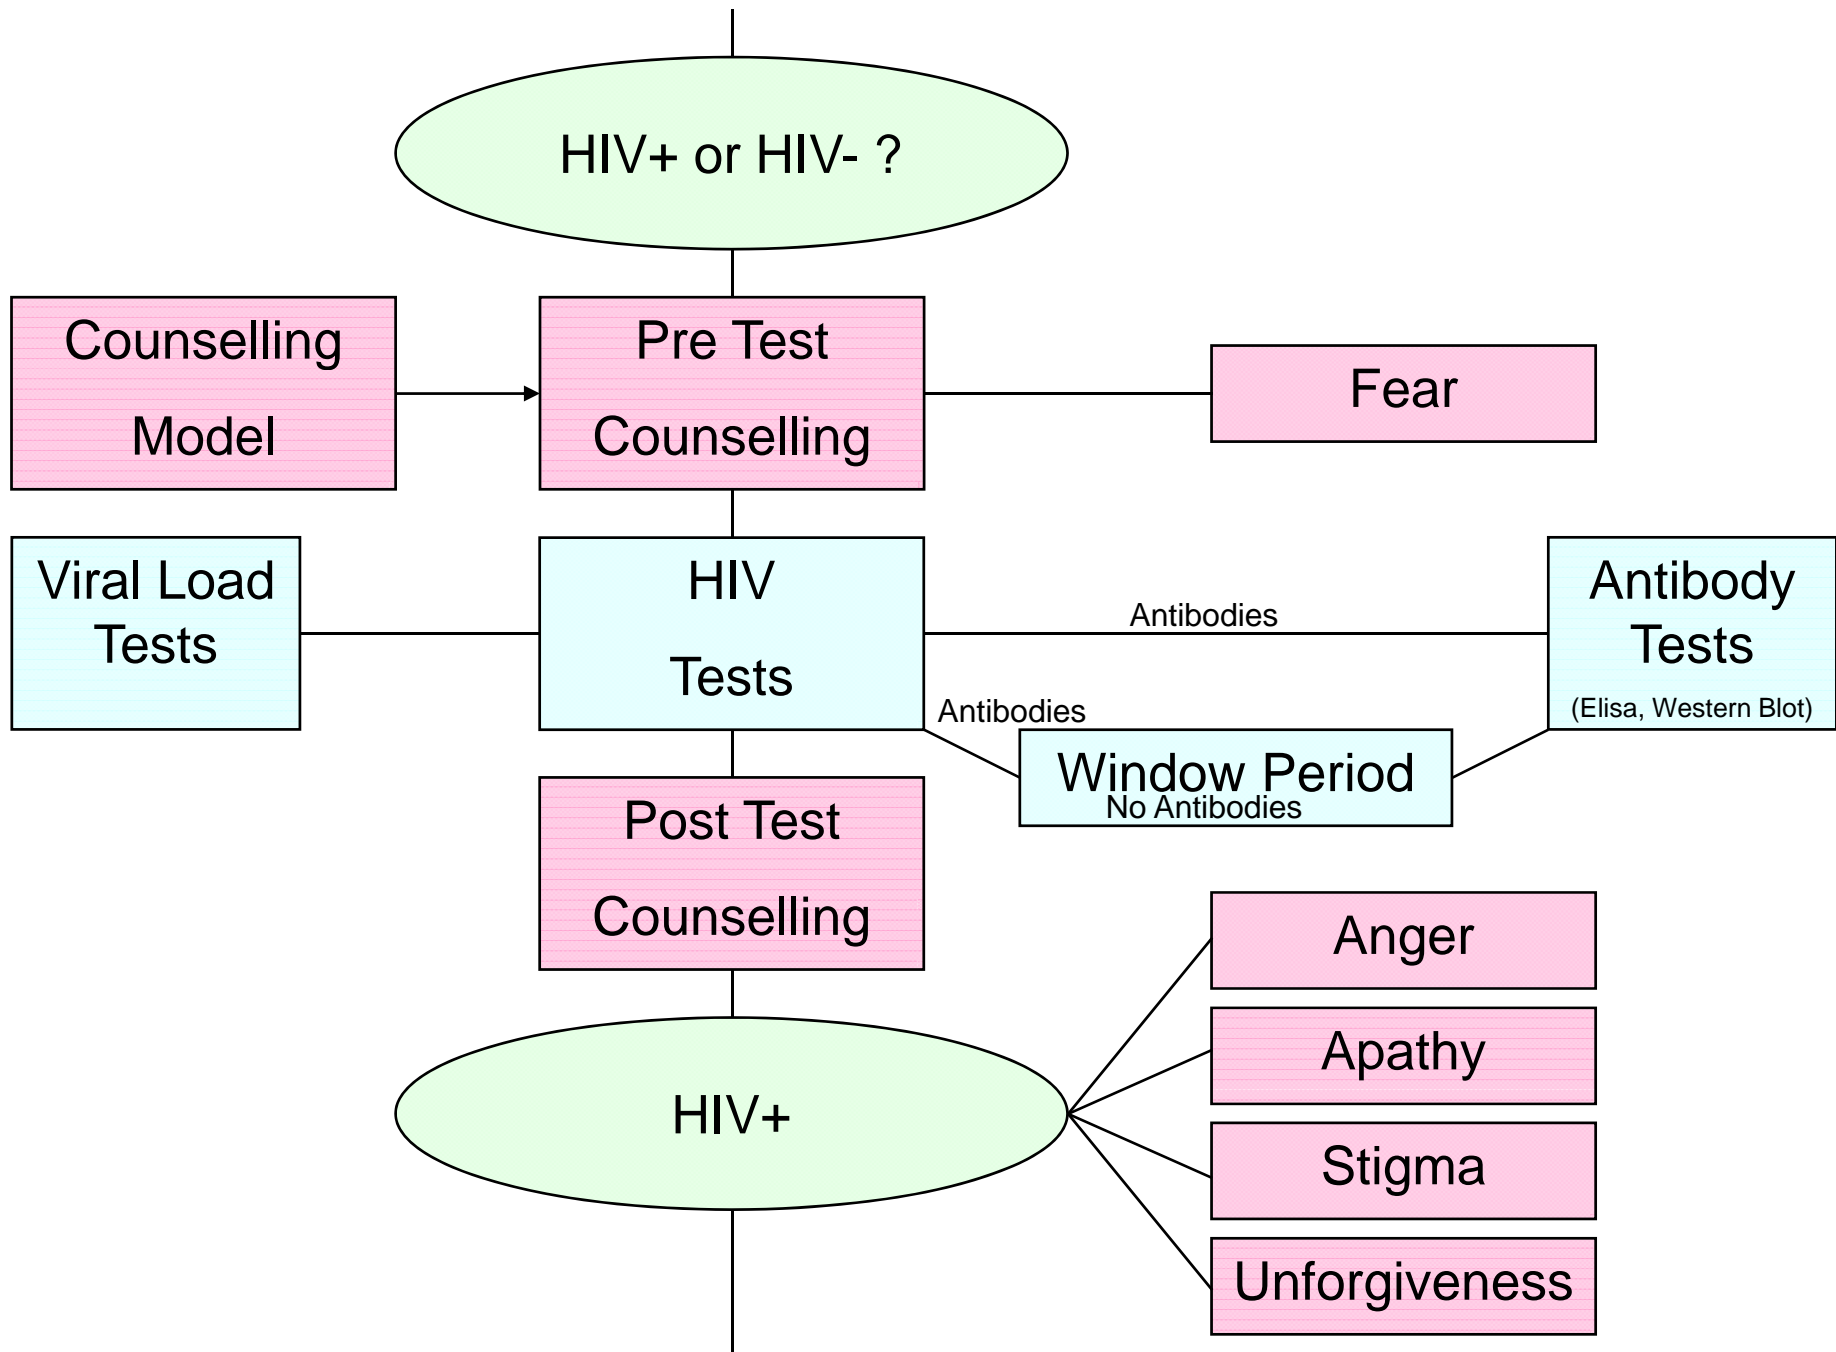 HIV+ or HIV- ?
Counselling
Model
Pre Test
Counselling
Fear
Viral Load
Tests
HIV
Tests
Antibodies
Antibody
Tests
(Elisa, Western Blot)
Antibodies
Window Period
No Antibodies
Post Test
Counselling
Anger
Apathy
HIV+
Stigma
Unforgiveness